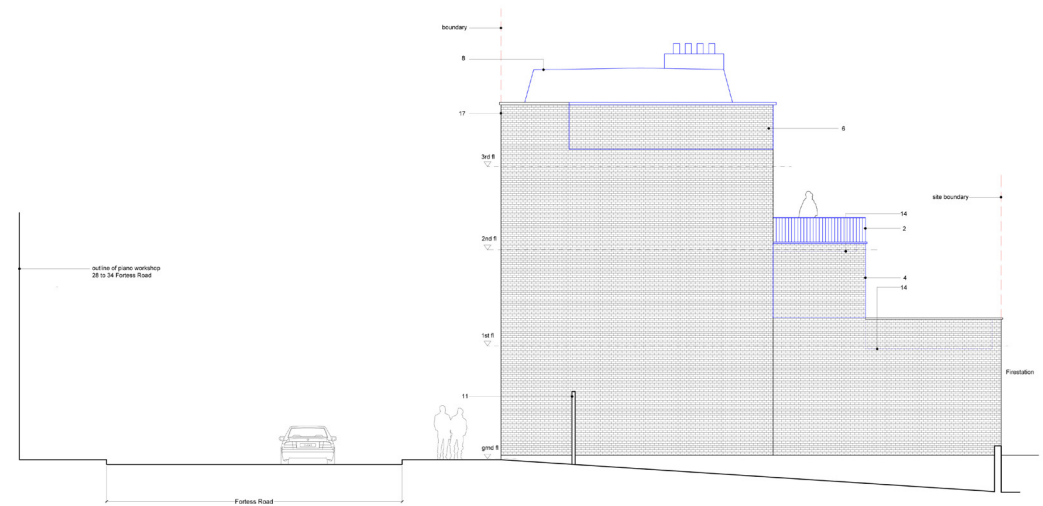 boundary
8
17
6
3rd fl
site boundary
14
2nd fl
2
outline of piano workshop
28 to 34 Fortess Road
4
14
1st fl
Firestation
11
grnd fl
Fortess Road